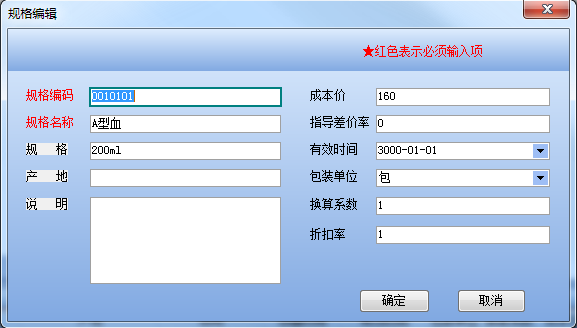 规格编辑
★红色表示必须输入项
规格编码 0010101
规格名称 A型血
规 格 200ml
产 地
说 明
成本价 160
指导差价率 0
有效时间 3000-01-01
包装单位 包
换算系数 1
折扣率 1
确定 取消